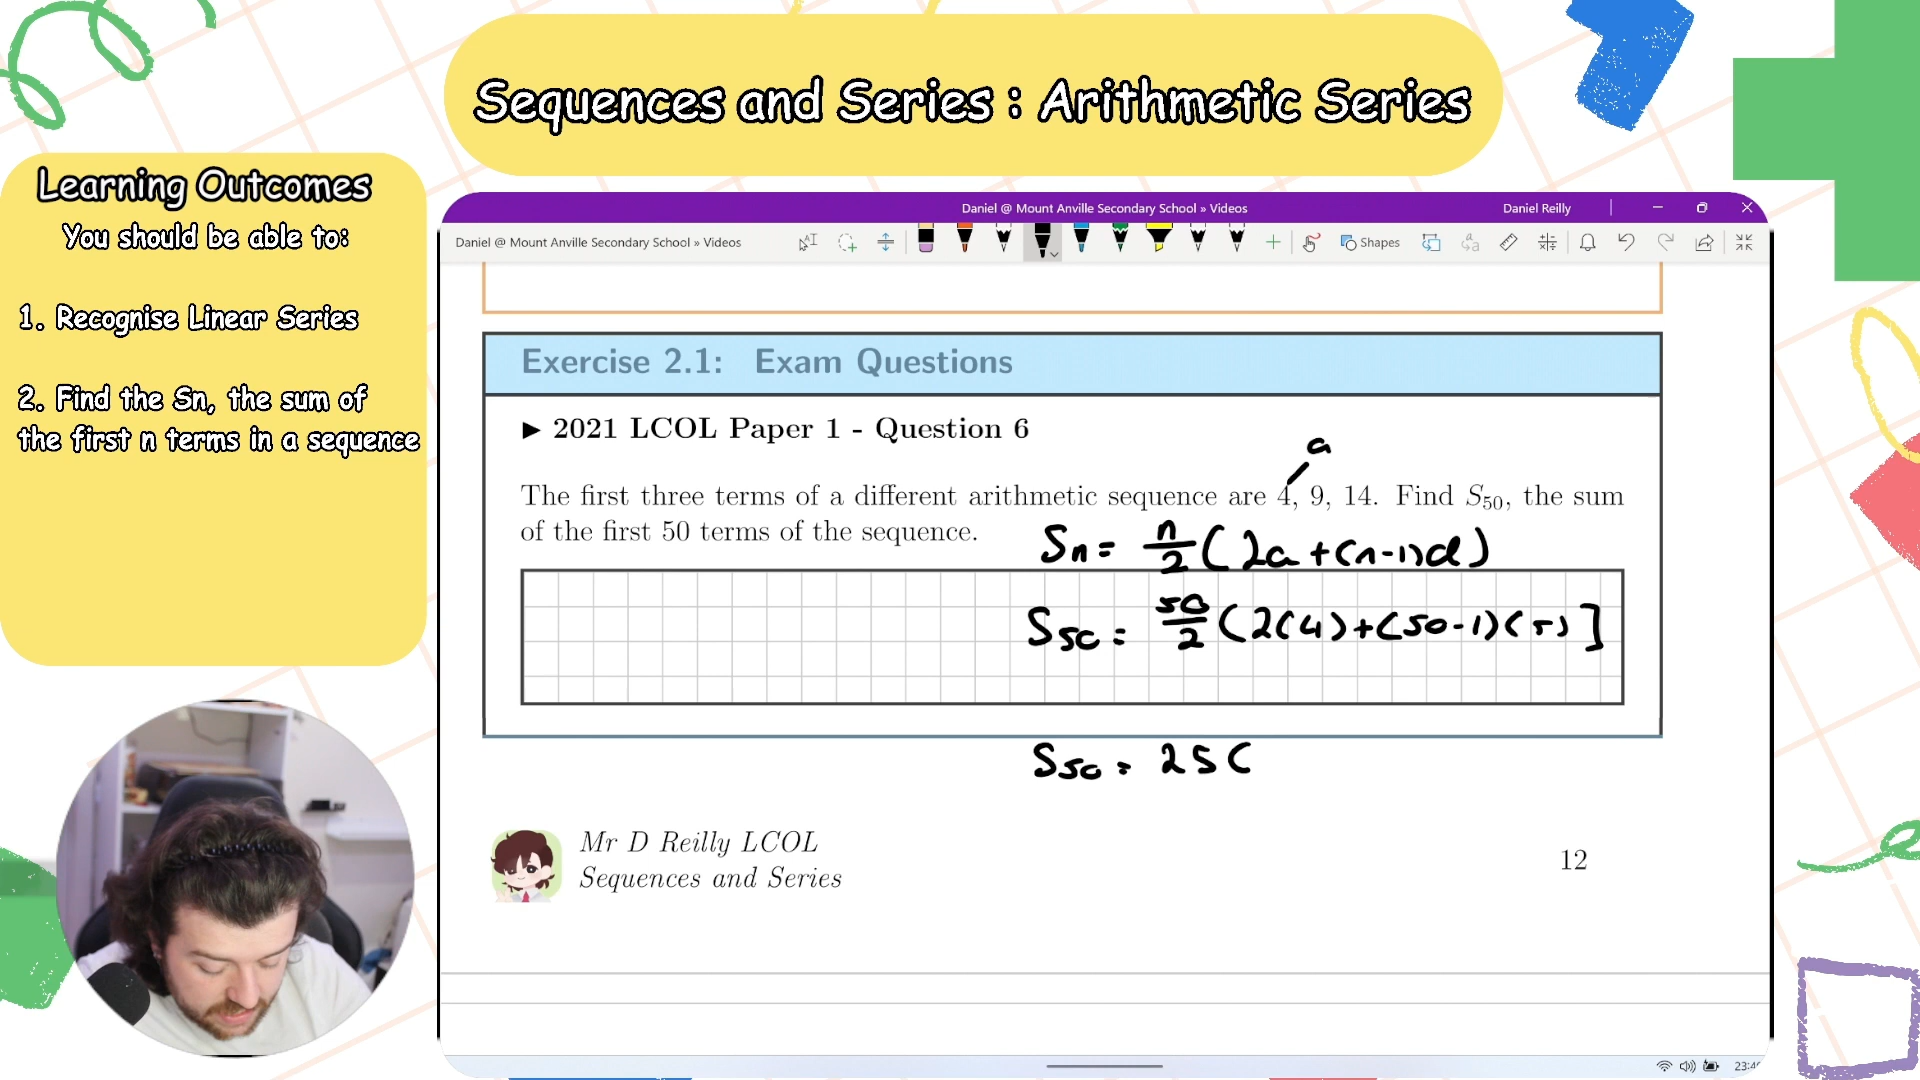 Sequences and Series : Arithmetic Series
Learning Outcomes
You should be able to:
1. Recognise Linear Series
2. Find the Sn, the sum of
the first n terms in a sequence
Daniel @ Mount Anville Secondary School » Videos
Daniel Reilly
Daniel @ Mount Anville Secondary School » Videos
Shapes
Exercise 2.1: Exam Questions
▶ 2021 LCOL Paper 1 - Question 6
a
The first three terms of a different arithmetic sequence are 4, 9, 14. Find S₅₀, the sum
of the first 50 terms of the sequence.
Sn = n/2 ( 2a + (n-1)d )
S50 = 50/2 ( 2(4) + (50-1)(5) ]
S50 = 25 (
Mr D Reilly LCOL
Sequences and Series
12